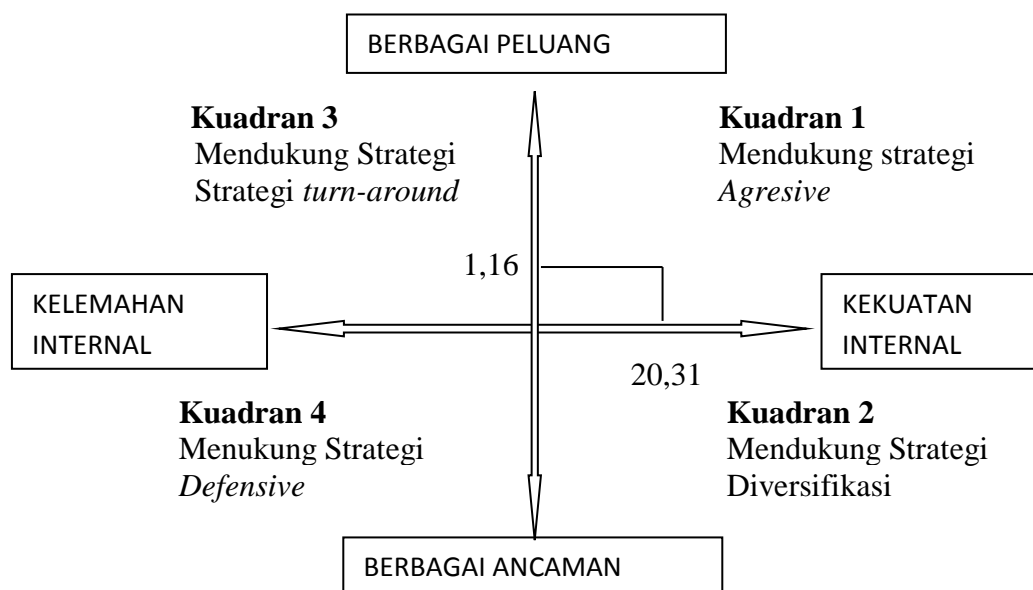 BERBAGAI PELUANG
Kuadran 3
Mendukung Strategi
Strategi turn-around
Kuadran 1
Mendukung strategi
Agresive
1,16
KELEMAHAN
INTERNAL
KEKUATAN
INTERNAL
20,31
Kuadran 4
Menukung Strategi
Defensive
Kuadran 2
Mendukung Strategi
Diversifikasi
BERBAGAI ANCAMAN